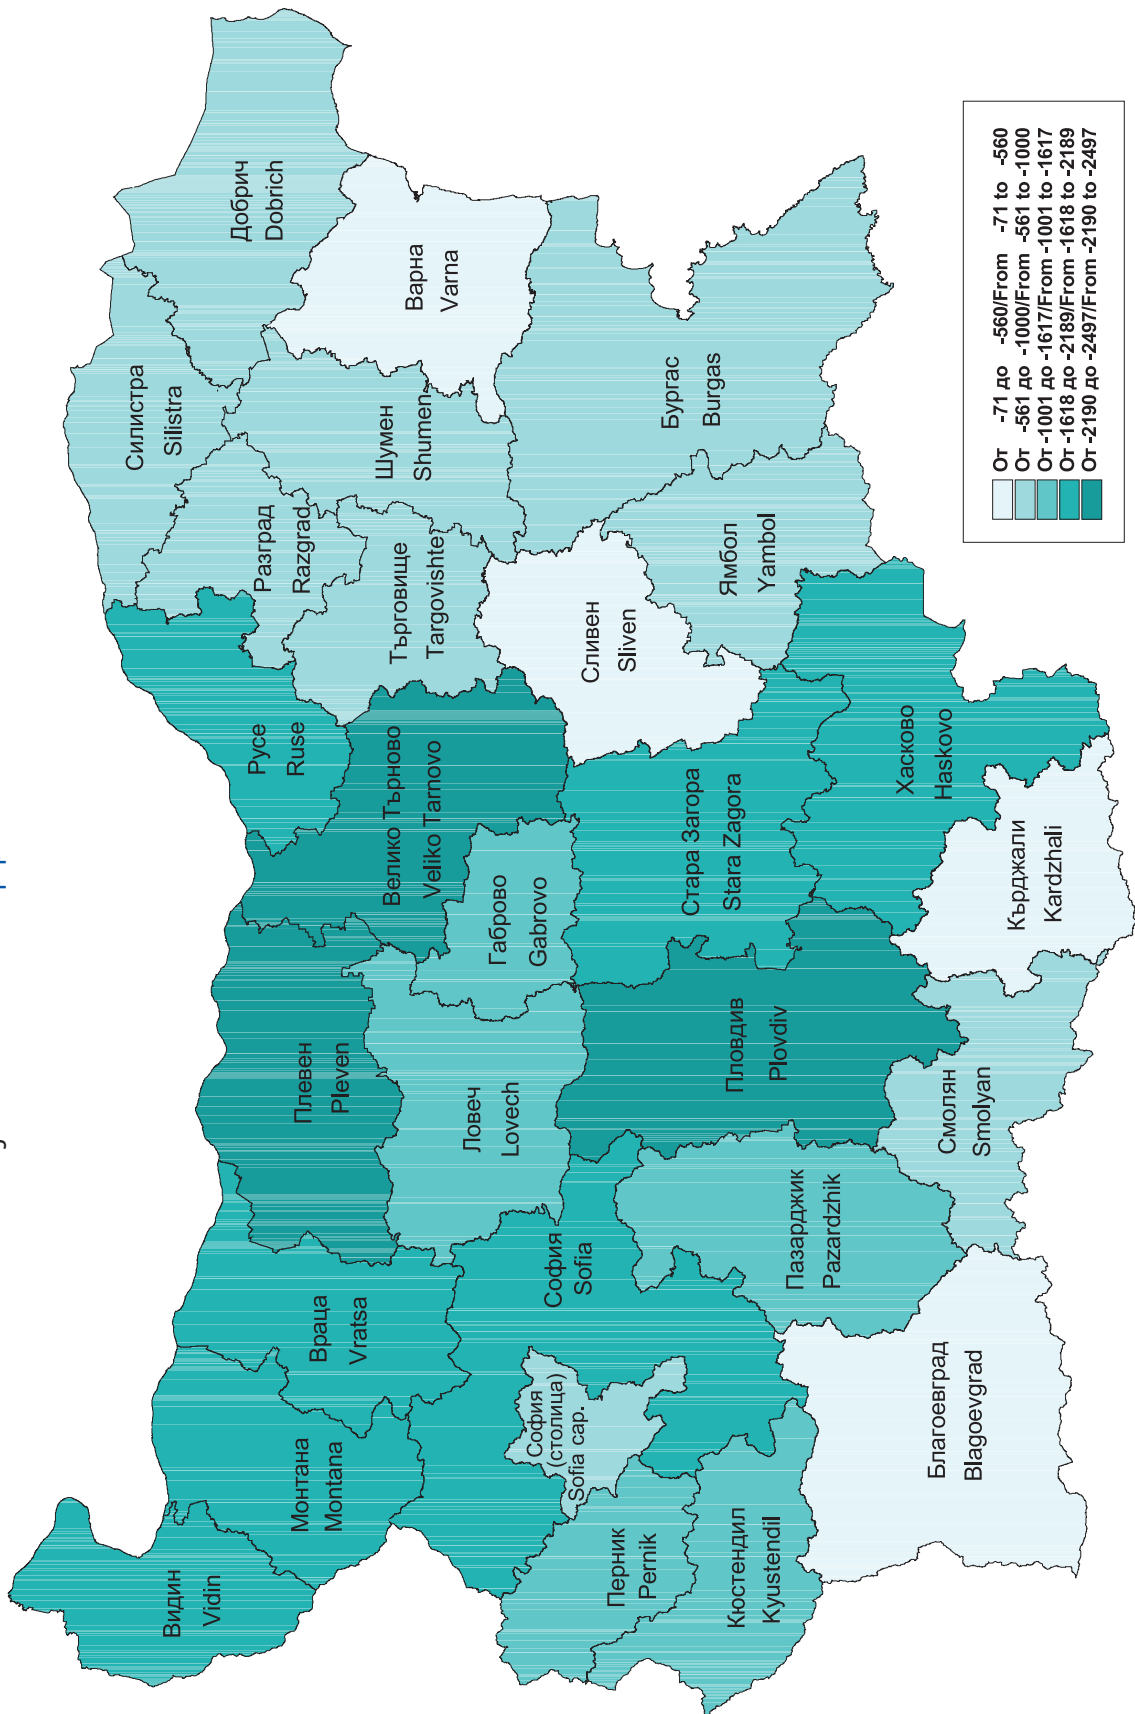 Видин
Vidin
Монтана
Montana
Враца
Vratsa
Плевен
Pleven
Велико Търново
Veliko Tarnovo
Русе
Ruse
Разград
Razgrad
Силистра
Silistra
Добрич
Dobrich
Шумен
Shumen
Варна
Varna
Търговище
Targovishte
Габрово
Gabrovo
Ловеч
Lovech
София
Sofia
София
(столица)
Sofia cap.
Перник
Pernik
Кюстендил
Kyustendil
Благоевград
Blagoevgrad
Пазарджик
Pazardzhik
Пловдив
Plovdiv
Смолян
Smolyan
Стара Загора
Stara Zagora
Сливен
Sliven
Ямбол
Yambol
Бургас
Burgas
Хасково
Haskovo
Кърджали
Kardzhali
От -71 до -560/From -71 to -560
От -561 до -1000/From -561 to -1000
От -1001 до -1617/From -1001 to -1617
От -1618 до -2189/From -1618 to -2189
От -2190 до -2497/From -2190 to -2497